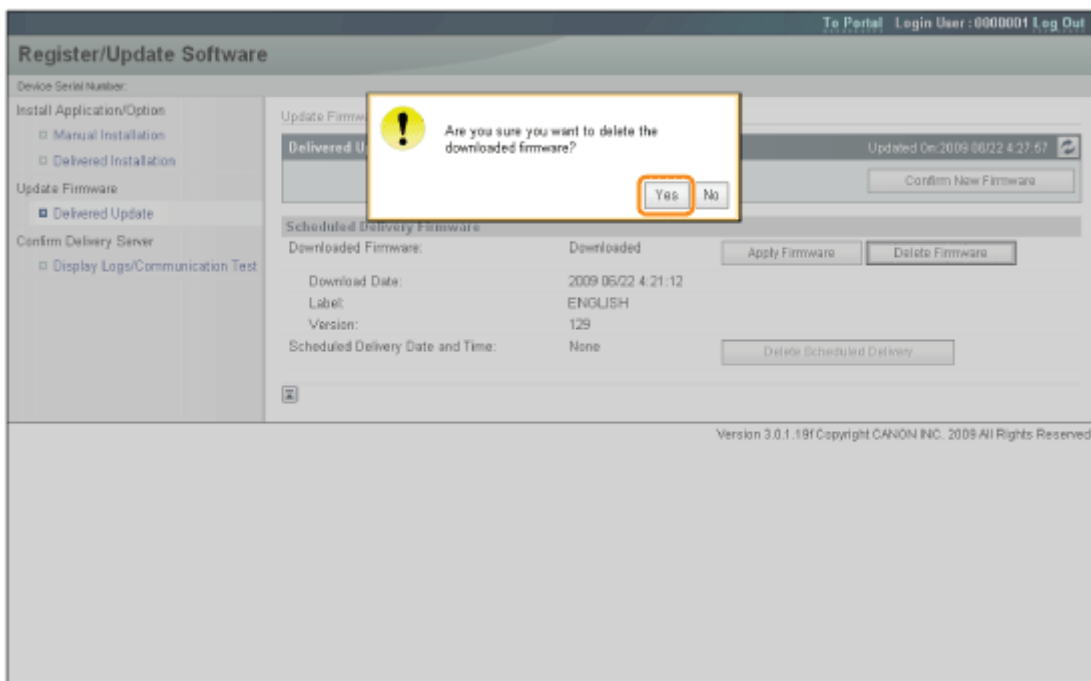 To Portal Login User : 0000001 Log Out
Register/Update Software
Device Serial Number:
Install Application/Option
Manual Installation
Delivered Installation
Update Firmware
Delivered Update
Confirm Delivery Server
Display Logs/Communication Test
Update Firmw
Delivered U
Updated On:2009 06/22 4:27:57
Confirm New Firmware
Are you sure you want to delete the
downloaded firmware?
Yes No
Scheduled Delivery Firmware
Downloaded Firmware: Downloaded Apply Firmware Delete Firmware
Download Date: 2009 06/22 4:21:12
Label: ENGLISH
Version: 129
Scheduled Delivery Date and Time: None Delete Scheduled Delivery
Version 3.0.1.19f Copyright CANON INC. 2009 All Rights Reserved